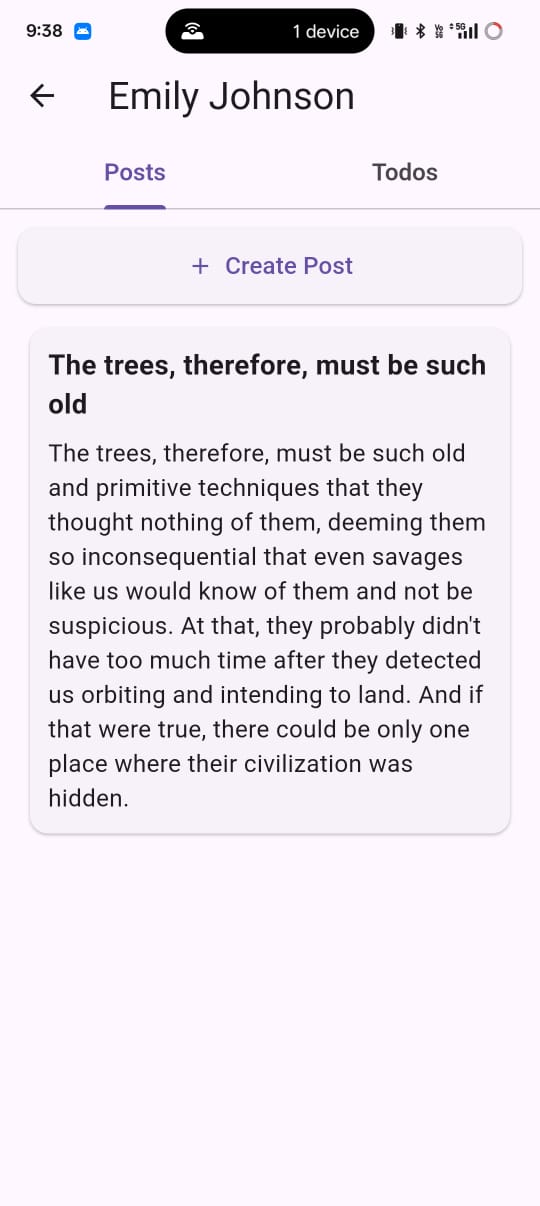 9:38
1 device
Vo
5G
5G
Emily Johnson
Posts
Todos
+ Create Post
The trees, therefore, must be such
old
The trees, therefore, must be such old
and primitive techniques that they
thought nothing of them, deeming them
so inconsequential that even savages
like us would know of them and not be
suspicious. At that, they probably didn't
have too much time after they detected
us orbiting and intending to land. And if
that were true, there could be only one
place where their civilization was
hidden.